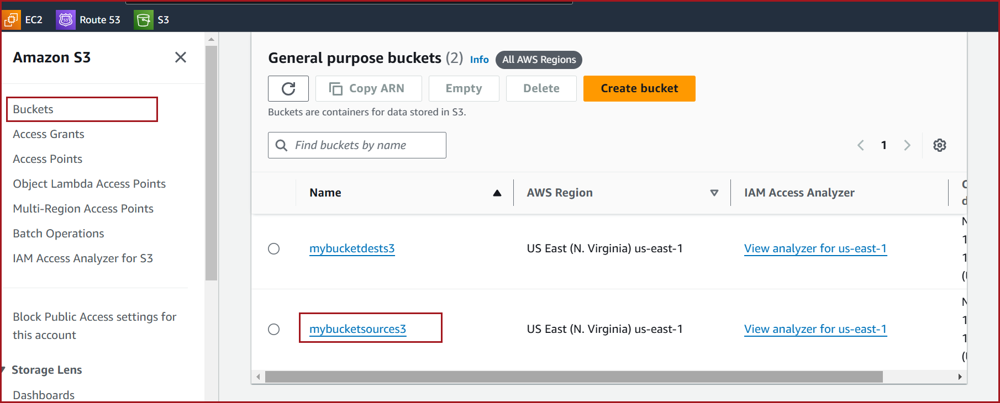 EC2 Route 53 S3
Amazon S3
Buckets
Access Grants
Access Points
Object Lambda Access Points
Multi-Region Access Points
Batch Operations
IAM Access Analyzer for S3
Block Public Access settings for
this account
Storage Lens
Dashboards
General purpose buckets (2) Info All AWS Regions
Copy ARN Empty Delete Create bucket
Buckets are containers for data stored in S3.
Find buckets by name
1
Name AWS Region IAM Access Analyzer
mybucketdests3 US East (N. Virginia) us-east-1 View analyzer for us-east-1
mybucketsources3 US East (N. Virginia) us-east-1 View analyzer for us-east-1